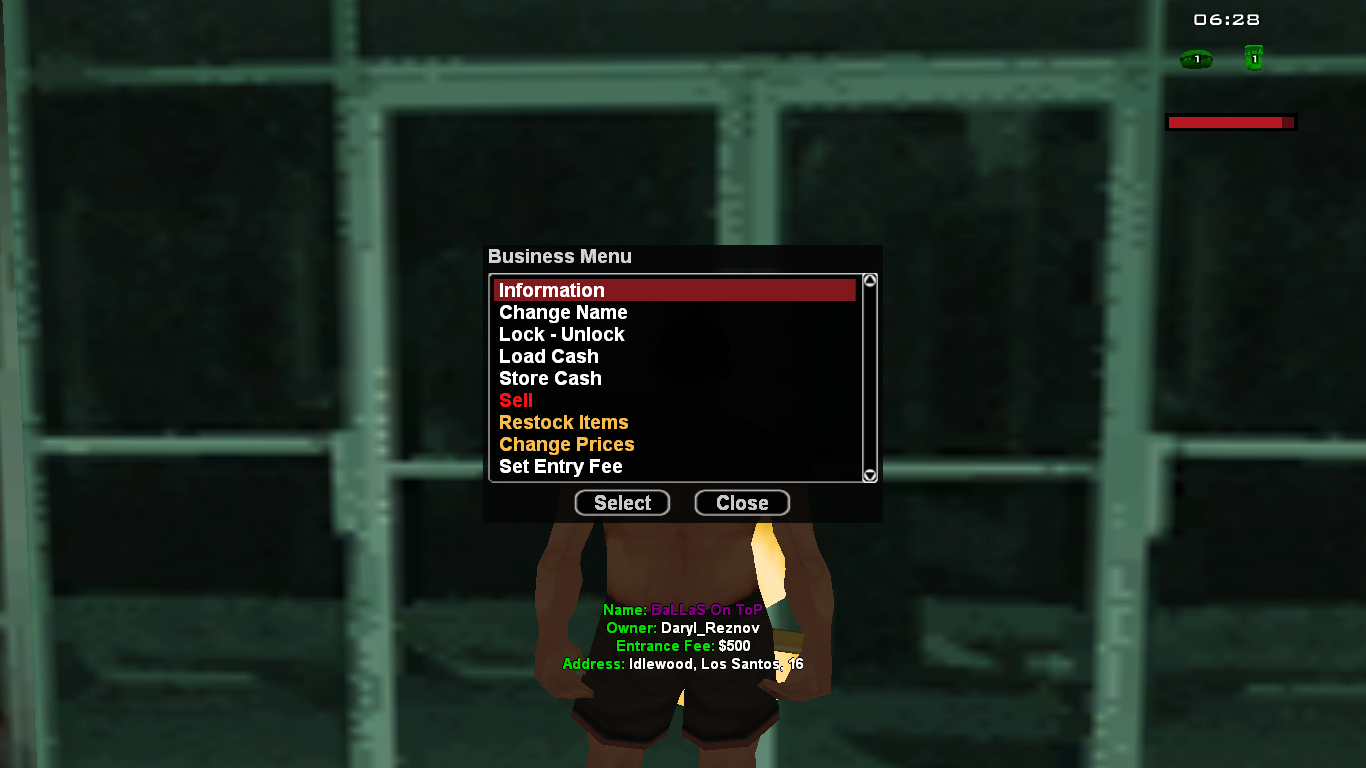 06:28
1 1
Business Menu
Information
Change Name
Lock - Unlock
Load Cash
Store Cash
Sell
Restock Items
Change Prices
Set Entry Fee
Select Close
Name: BaLLaS On ToP
Owner: Daryl_Reznov
Entrance Fee: $500
Address: Idlewood, Los Santos, 16